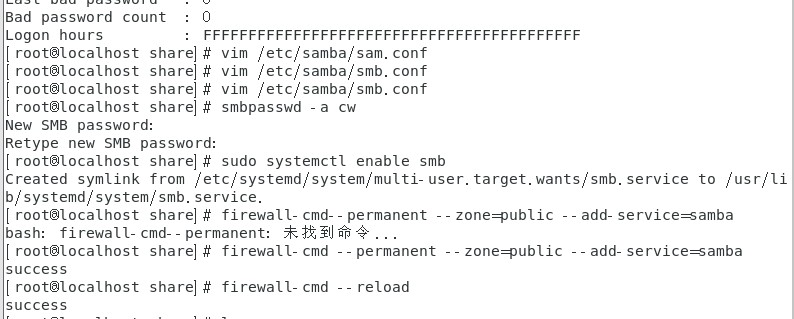 Last bad password : 0
Bad password count : 0
Logon hours : FFFFFFFFFFFFFFFFFFFFFFFFFFFFFFFFFFFFFFFFFF
[root@localhost share]# vim /etc/samba/sam.conf
[root@localhost share]# vim /etc/samba/smb.conf
[root@localhost share]# vim /etc/samba/smb.conf
[root@localhost share]# smbpasswd -a cw
New SMB password:
Retype new SMB password:
[root@localhost share]# sudo systemctl enable smb
Created symlink from /etc/systemd/system/multi-user.target.wants/smb.service to /usr/li
b/systemd/system/smb.service.
[root@localhost share]# firewall-cmd--permanent --zone=public --add-service=samba
bash: firewall-cmd--permanent: 未找到命令...
[root@localhost share]# firewall-cmd --permanent --zone=public --add-service=samba
success
[root@localhost share]# firewall-cmd --reload
success